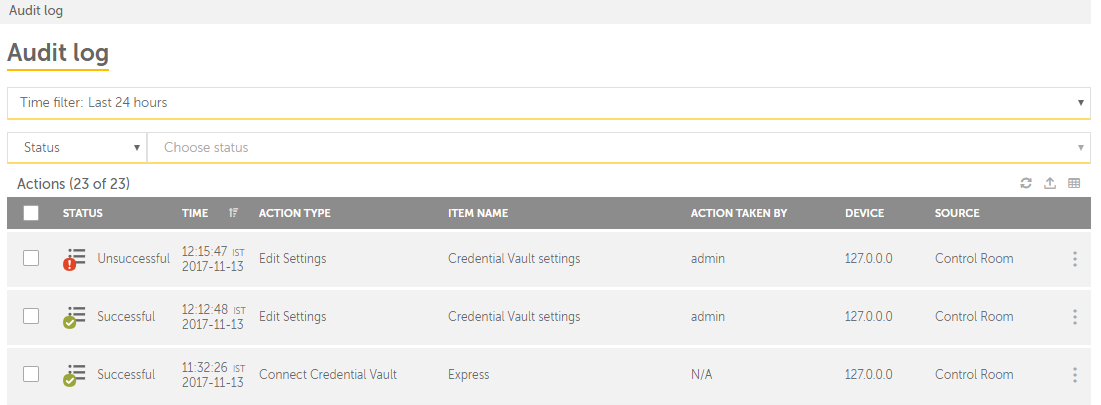 Audit log
Audit log
Time filter: Last 24 hours
Status Choose status
Actions (23 of 23)
STATUS TIME ACTION TYPE ITEM NAME ACTION TAKEN BY DEVICE SOURCE
Unsuccessful 12:15:47 IST 2017-11-13 Edit Settings Credential Vault settings admin 127.0.0.0 Control Room
Successful 12:12:48 IST 2017-11-13 Edit Settings Credential Vault settings admin 127.0.0.0 Control Room
Successful 11:32:26 IST 2017-11-13 Connect Credential Vault Express N/A 127.0.0.0 Control Room